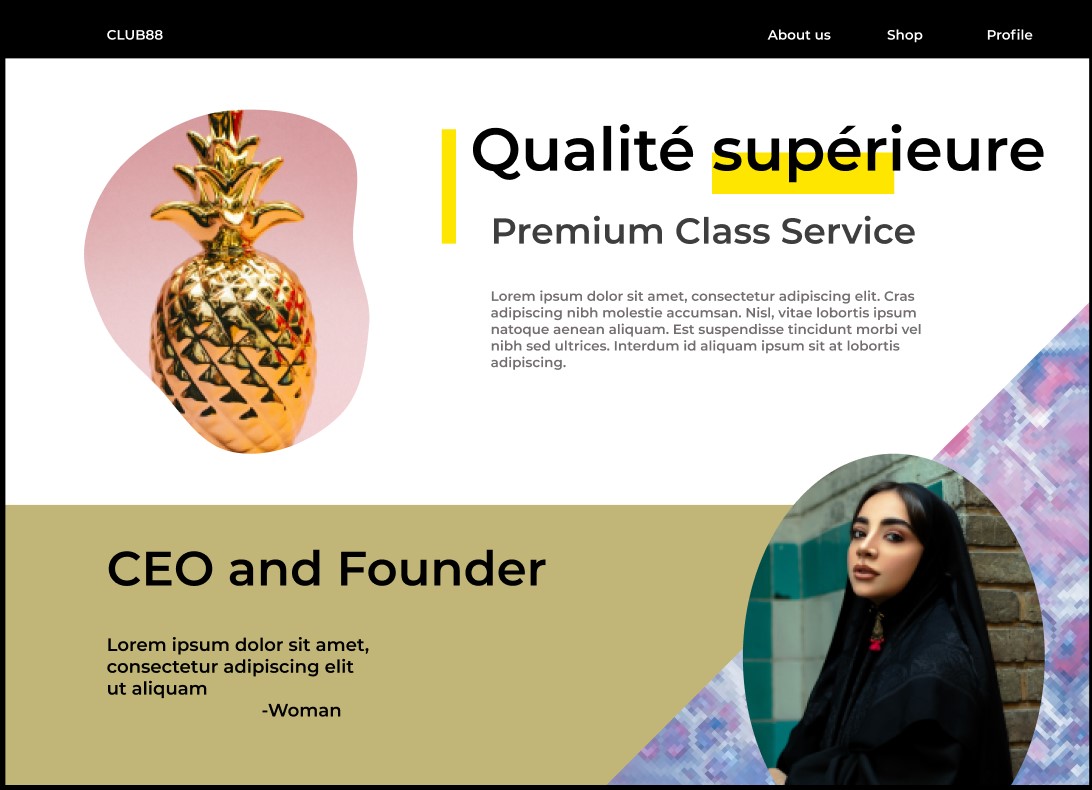 CLUB88
About us
Shop
Profile
Qualité supérieure
Premium Class Service
Lorem ipsum dolor sit amet, consectetur adipiscing elit. Cras
adipiscing nibh molestie accumsan. Nisl, vitae lobortis ipsum
natoque aenean aliquam. Est suspendisse tincidunt morbi vel
nibh sed ultrices. Interdum id aliquam ipsum sit at lobortis
adipiscing.
CEO and Founder
Lorem ipsum dolor sit amet,
consectetur adipiscing elit
ut aliquam
-Woman